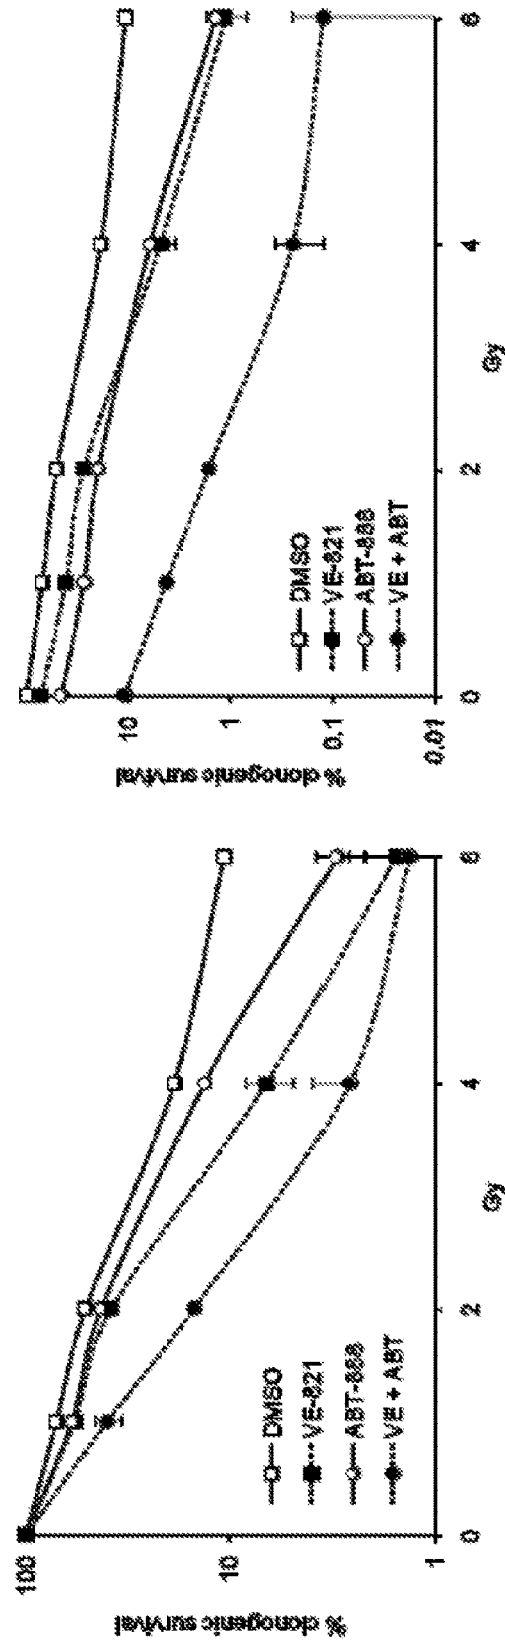 % clonogenic survival
100
10
1
DMSO
VE-821
ABT-888
VE + ABT
0
2
4
6
Gy
% clonogenic survival
10
1
0.1
0.01
DMSO
VE-821
ABT-888
VE + ABT
0
2
4
6
Gy